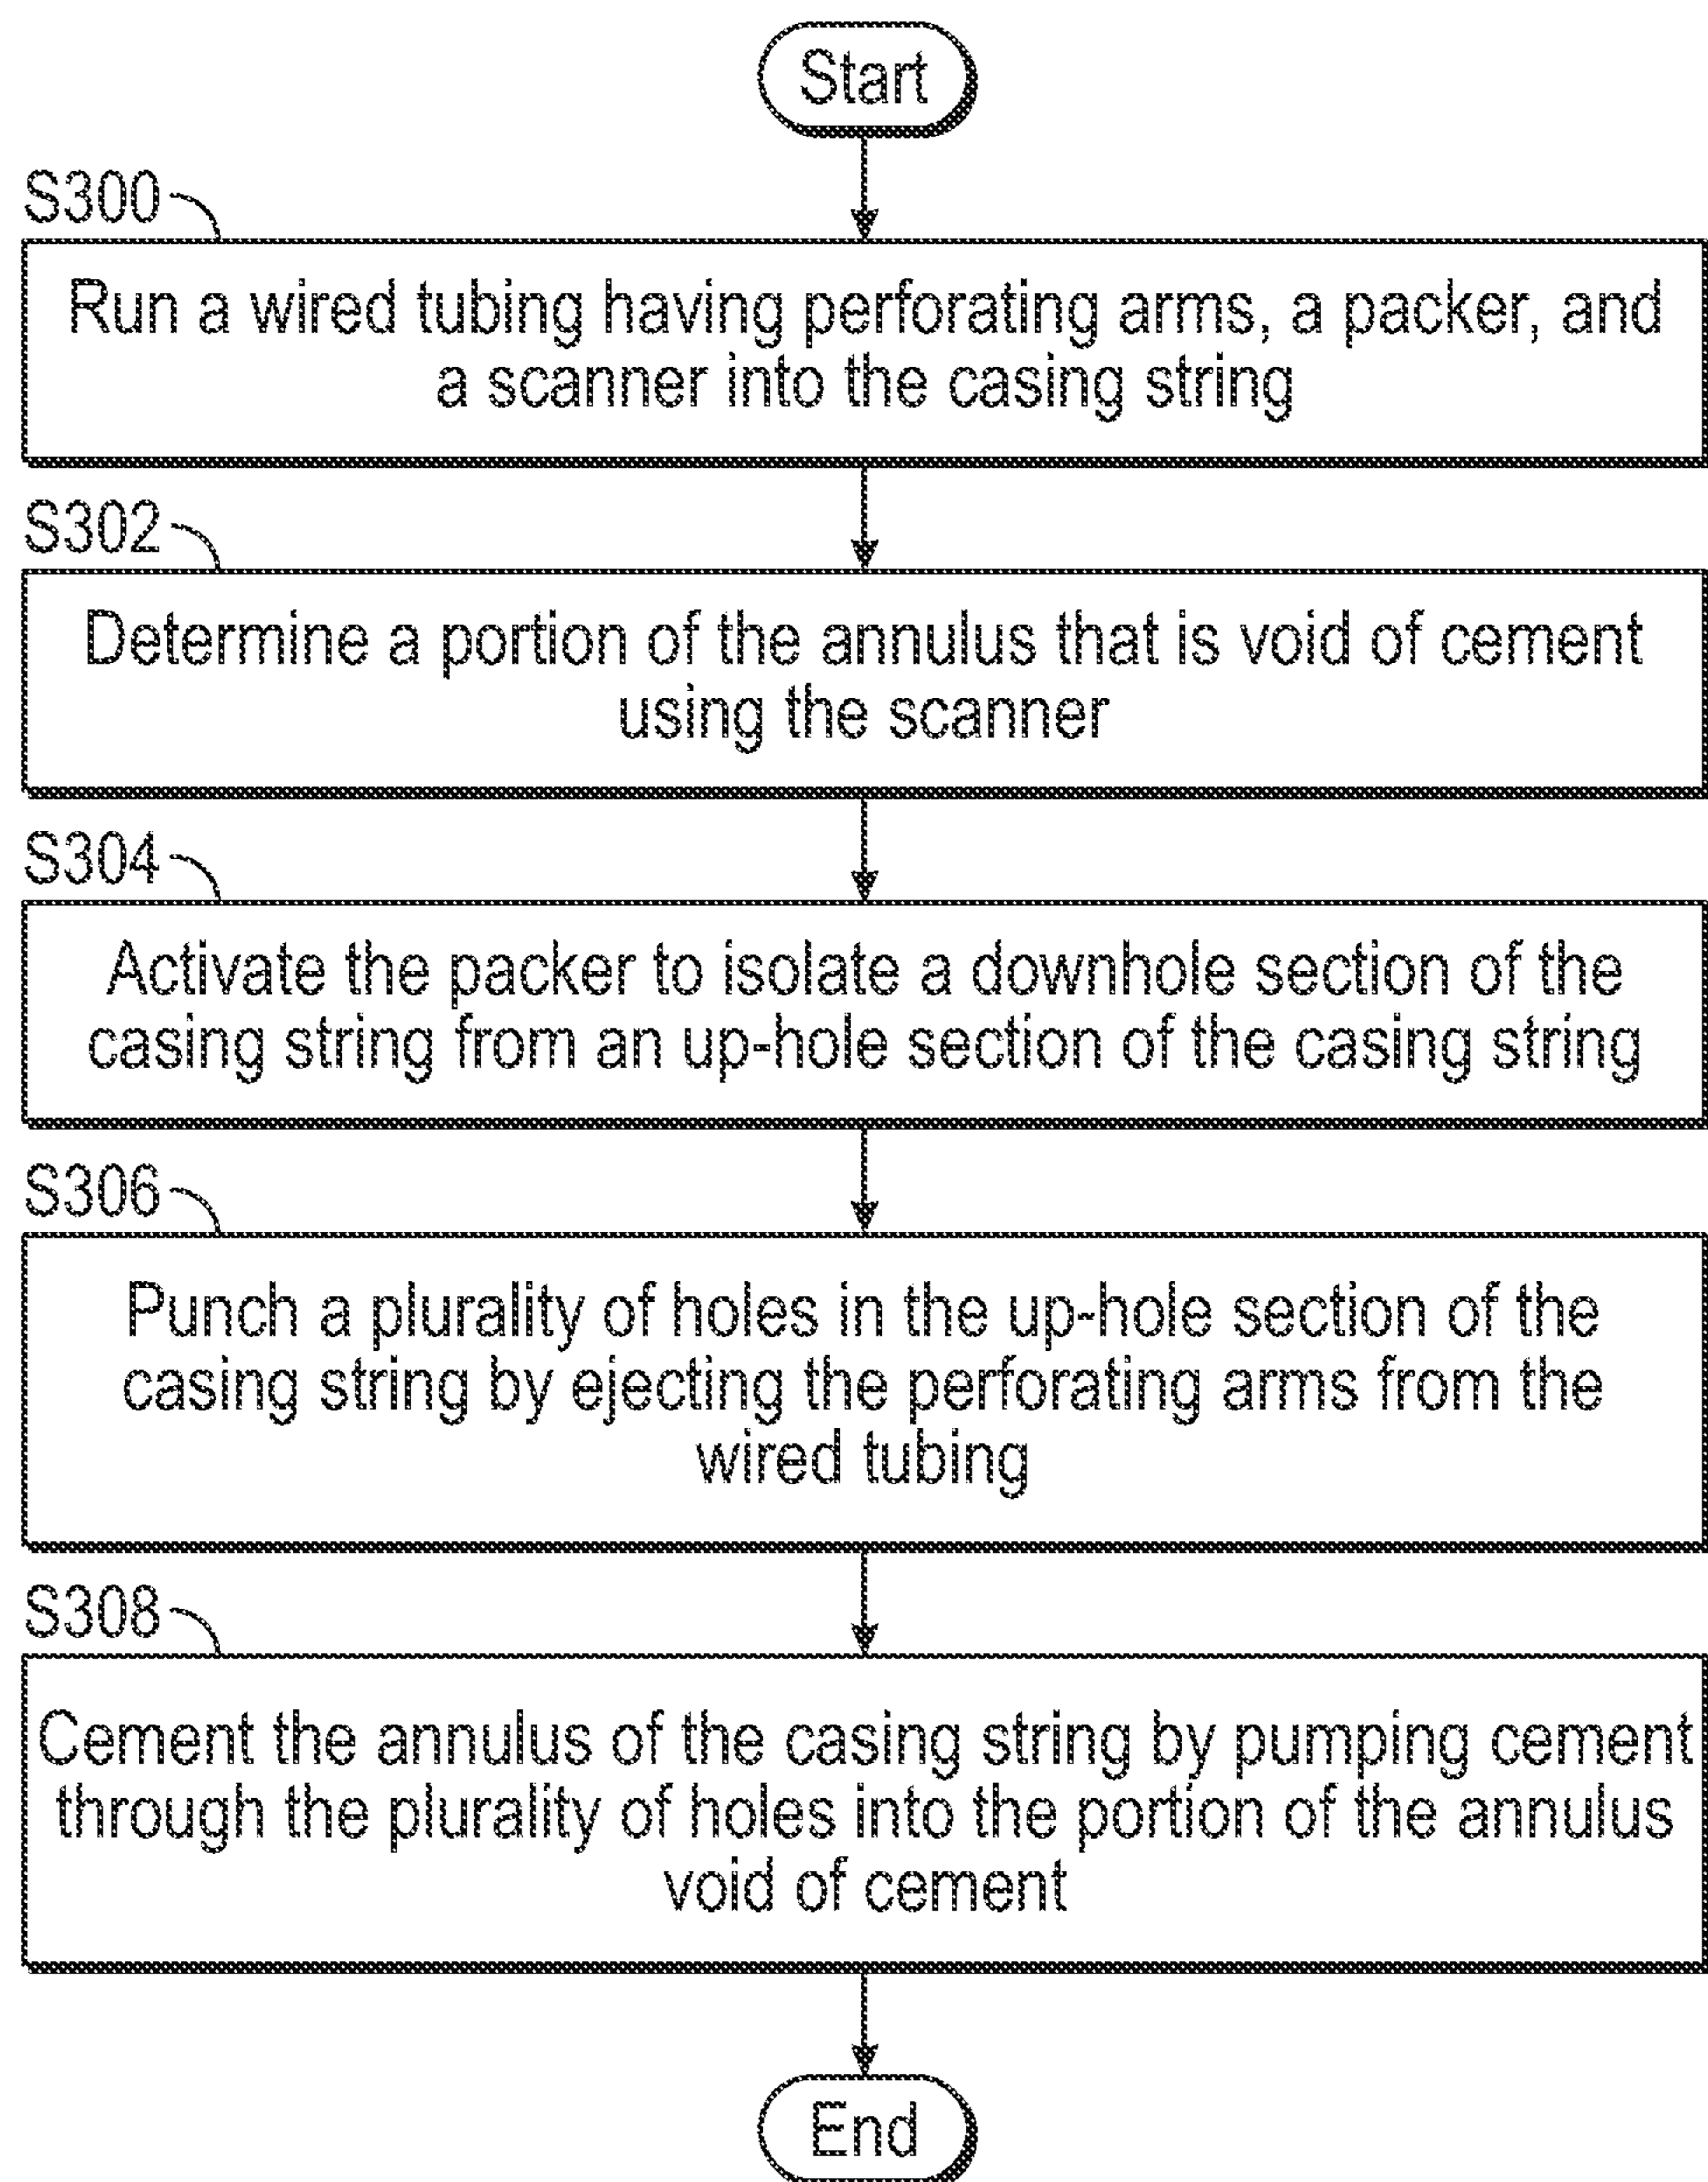 Start
S300
Run a wired tubing having perforating arms, a packer, and
a scanner into the casing string
S302
Determine a portion of the annulus that is void of cement
using the scanner
S304
Activate the packer to isolate a downhole section of the
casing string from an up-hole section of the casing string
S306
Punch a plurality of holes in the up-hole section of the
casing string by ejecting the perforating arms from the
wired tubing
S308
Cement the annulus of the casing string by pumping cement
through the plurality of holes into the portion of the annulus
void of cement
End